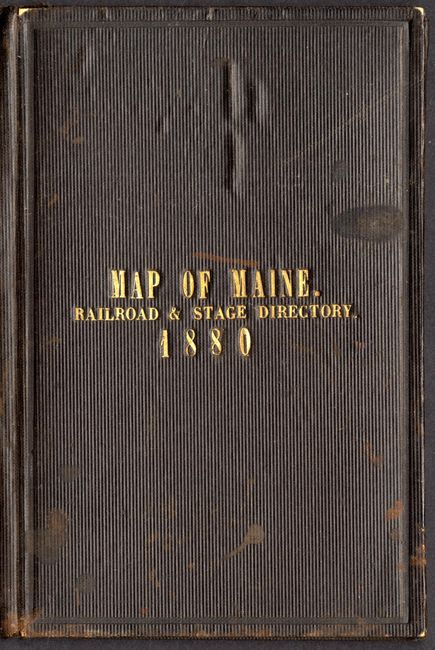 MAP OF MAINE.
RAILROAD & STAGE DIRECTORY.
1880